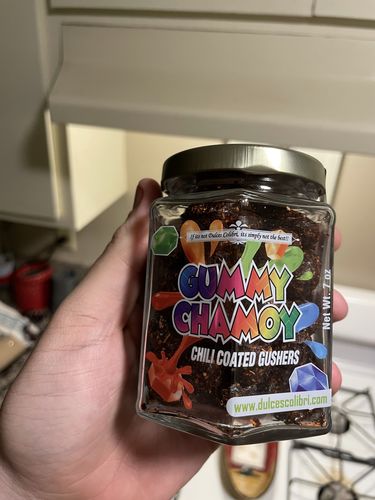 If its not Dulces Colibri, its simply not the best!!
GUMMY
CHAMOY
CHILI COATED GUSHERS
Net Wt. 7 oz
www.dulcescolibri.com